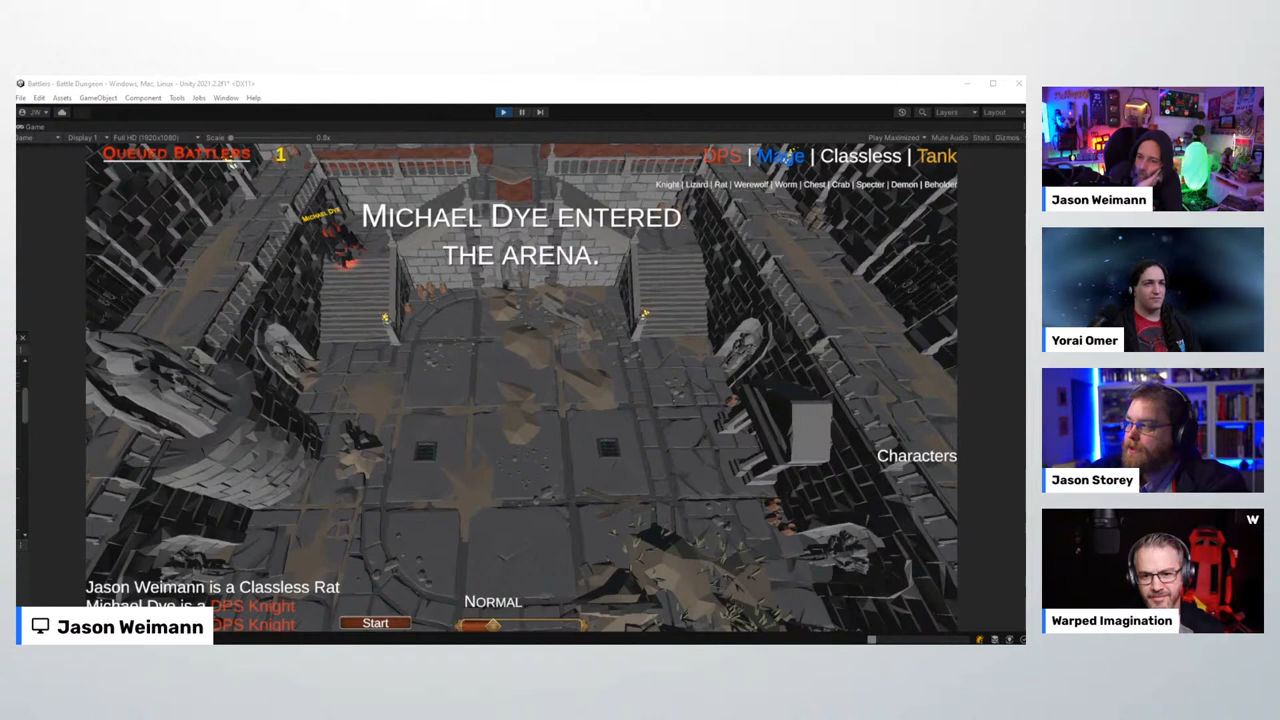 Battlers - Battle Dungeon - Windows, Mac, Linux - Unity 2021.2.2f1* <DX11>
File Edit Assets GameObject Component Tools Jobs Window Help
JW Layers Layout
Game
Game Display 1 Full HD (1920x1080) Scale 0.8x Play Maximized Mute Audio Stats Gizmos
QUEUED BATTLERS 1
DPS | Mage | Classless | Tank
Knight | Lizard | Rat | Werewolf | Worm | Chest | Crab | Specter | Demon | Beholder
MICHAEL DYE
MICHAEL DYE ENTERED
THE ARENA.
Characters
Jason Weimann is a Classless Rat
Michael Dye is a DPS Knight
DPS Knight
NORMAL
Start
Jason Weimann
Jason Weimann
Yorai Omer
Jason Storey
W
Warped Imagination